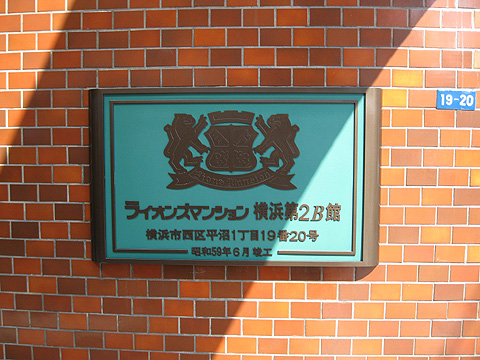 ライオンズマンション 横浜第2B館
横浜市西区平沼1丁目19番20号
昭和59年6月 竣工
19-20